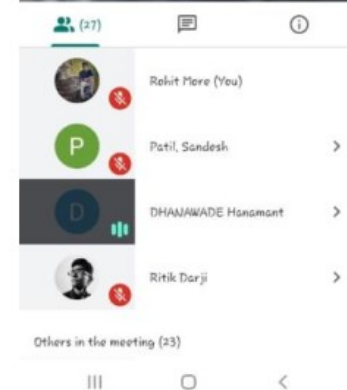 (27)
Rohit More (You)
P
Patil, Sandesh
D
DHANAWADE Hanamant
Ritik Darji
Others in the meeting (23)